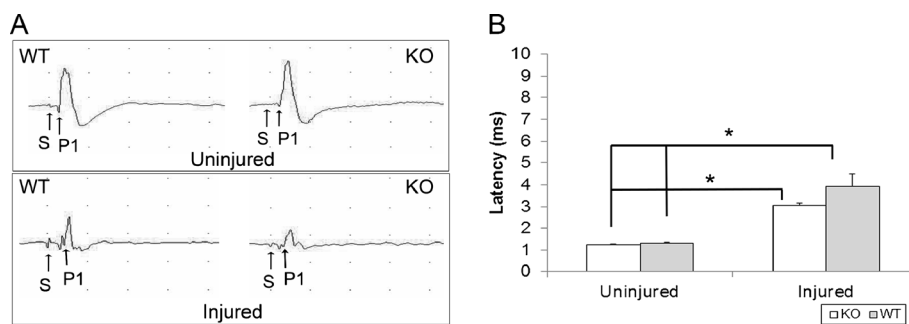 A
WT
KO
S
P1
S
P1
Uninjured
WT
KO
S
P1
S
P1
Injured
B
Latency (ms)
10
9
8
7
6
5
4
3
2
1
0
*
*
Uninjured
Injured
KO
WT